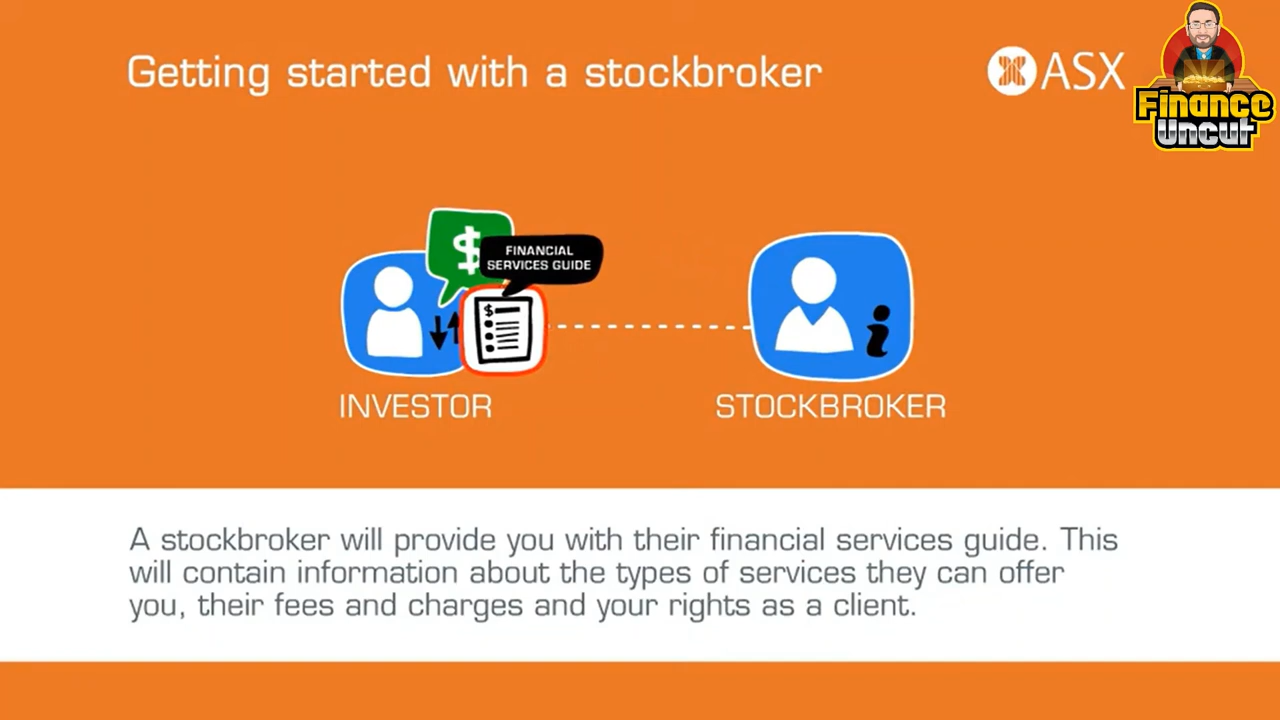 Getting started with a stockbroker
ASX
Finance
Uncut
$
FINANCIAL
SERVICES GUIDE
$
i
INVESTOR
STOCKBROKER
A stockbroker will provide you with their financial services guide. This
will contain information about the types of services they can offer
you, their fees and charges and your rights as a client.